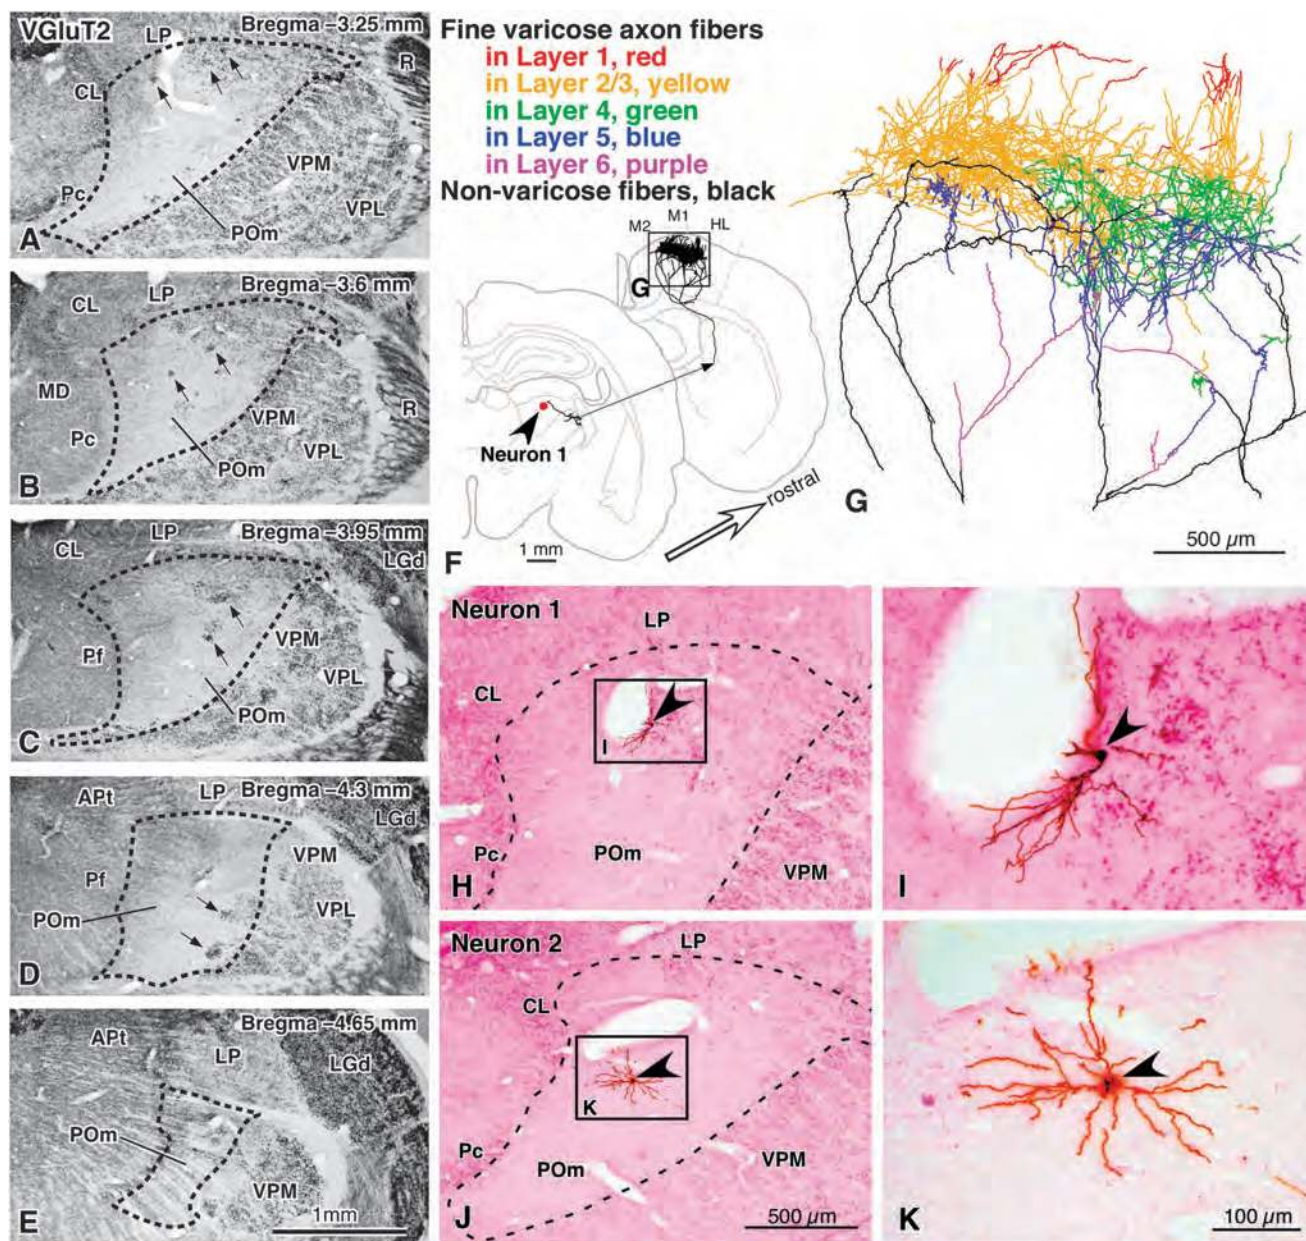 VGluT2
LP
Bregma –3.25 mm
CL
R
VPM
Pc
VPL
POm
A
LP
Bregma –3.6 mm
CL
MD
Pc
VPM
VPL
R
POm
B
LP
Bregma –3.95 mm
CL
LGd
VPM
Pf
VPL
POm
C
APt
LP
Bregma –4.3 mm
LGd
VPM
Pf
VPL
POm
D
Bregma –4.65 mm
APt
LP
LGd
POm
VPM
E
1mm
Fine varicose axon fibers
in Layer 1, red
in Layer 2/3, yellow
in Layer 4, green
in Layer 5, blue
in Layer 6, purple
Non-varicose fibers, black
M2
M1
HL
G
Neuron 1
rostral
1 mm
F
G
500 µm
Neuron 1
LP
CL
I
Pc
POm
VPM
H
I
Neuron 2
LP
CL
K
Pc
POm
VPM
J
500 µm
K
100 µm